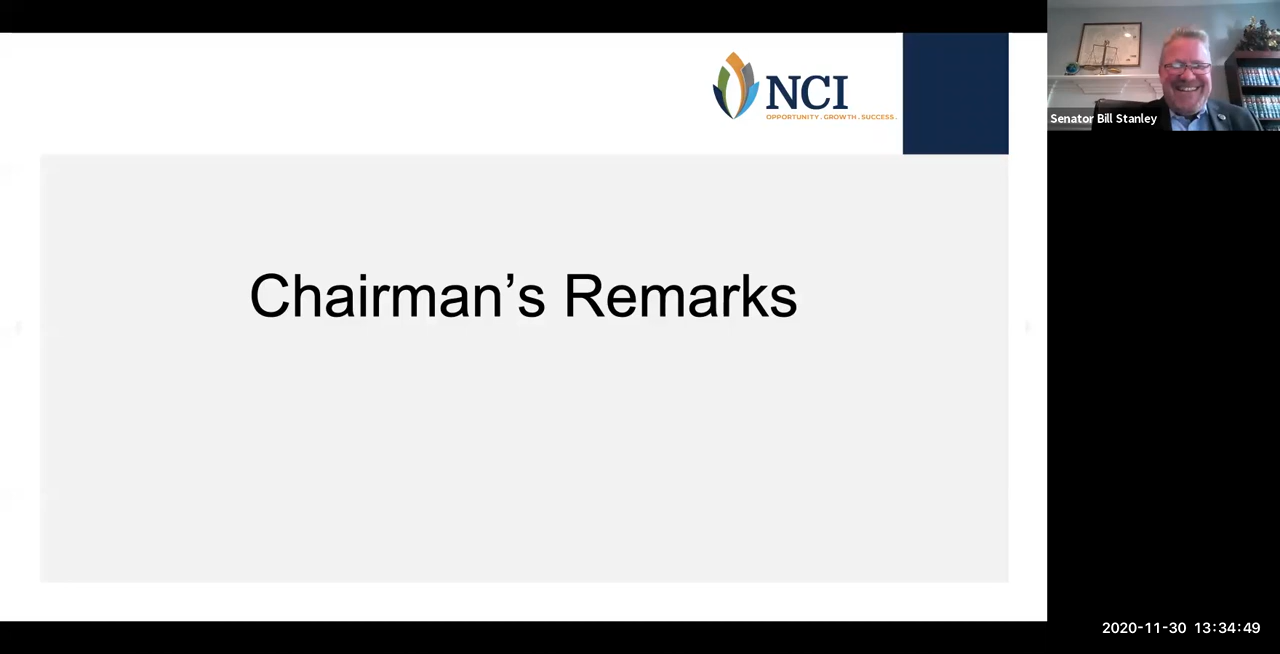 NCI
OPPORTUNITY. GROWTH. SUCCESS.
Senator Bill Stanley
Chairman’s Remarks
2020-11-30 13:34:49